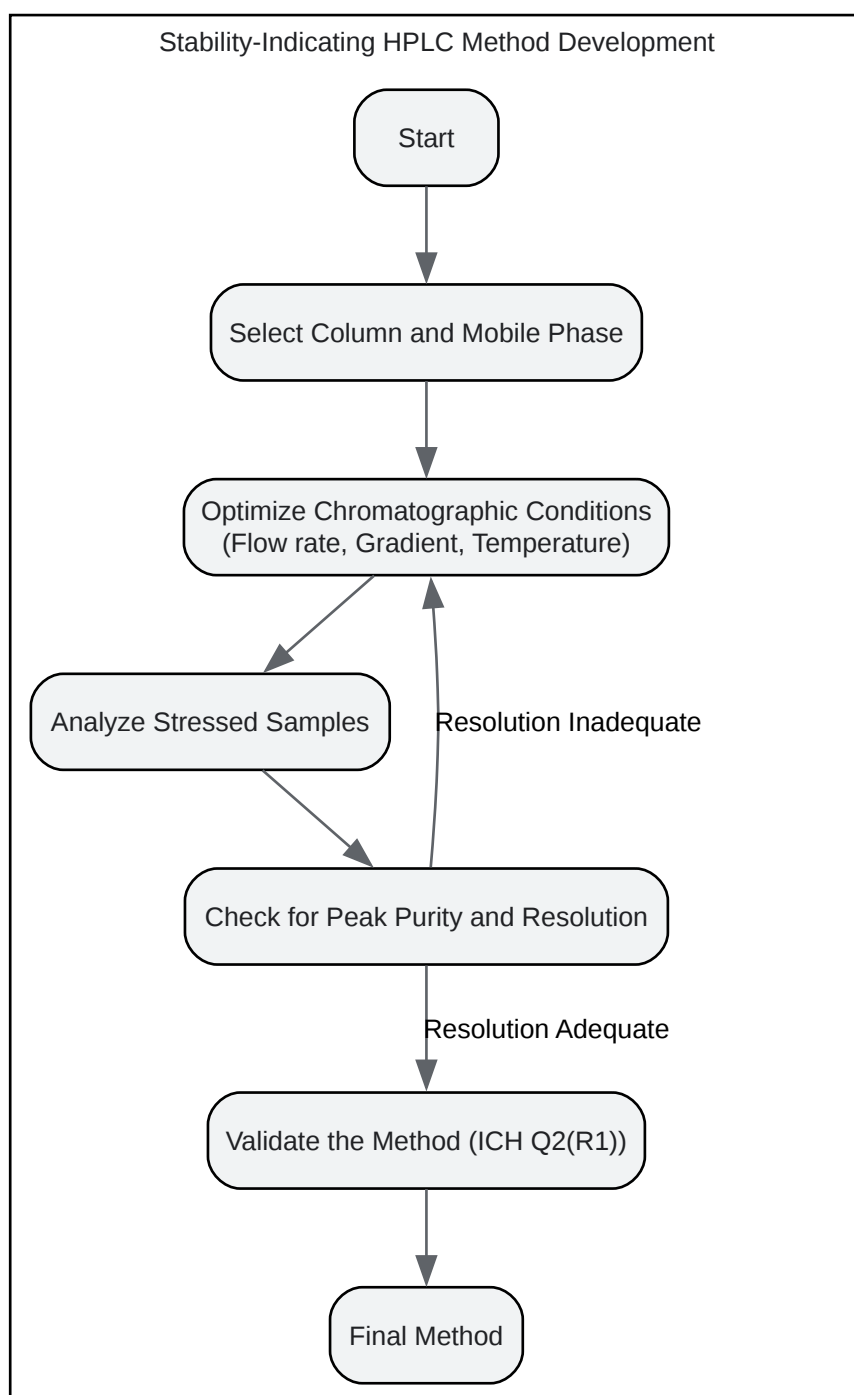 Stability-Indicating HPLC Method Development
Start
Select Column and Mobile Phase
Optimize Chromatographic Conditions
(Flow rate, Gradient, Temperature)
Analyze Stressed Samples
Resolution Inadequate
Check for Peak Purity and Resolution
Resolution Adequate
Validate the Method (ICH Q2(R1))
Final Method